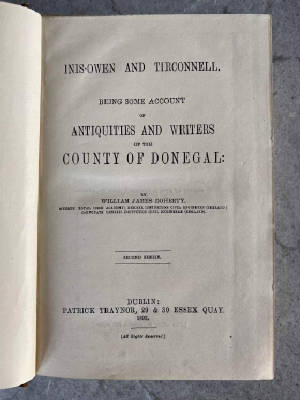 INIS-OWEN AND TIRCONNELL.
BEING SOME ACCOUNT
OF
ANTIQUITIES AND WRITERS
OF THE
COUNTY OF DONEGAL:
BY
WILLIAM JAMES DOHERTY,
SECOND SERIES.
DUBLIN:
PATRICK TRAYNOR, 29 & 30 ESSEX QUAY.
[All Rights Reserved.]